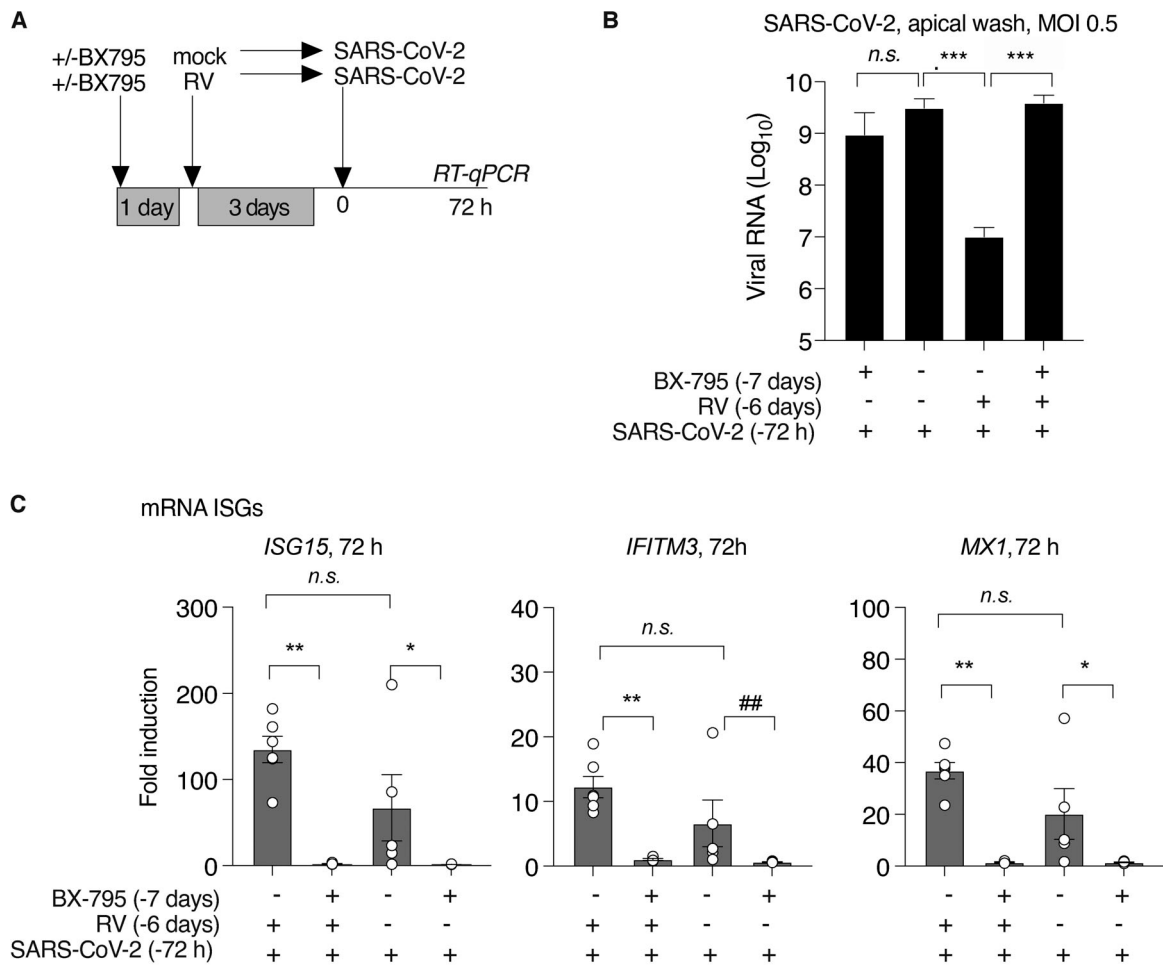 A
+/-BX795 mock SARS-CoV-2
+/-BX795 RV SARS-CoV-2
RT-qPCR
1 day 3 days 0 72 h
B
SARS-CoV-2, apical wash, MOI 0.5
n.s. *** ***
Viral RNA (Log10)
10
9
8
7
6
5
BX-795 (-7 days) + - - +
RV (-6 days) - - + +
SARS-CoV-2 (-72 h) + + + +
C
mRNA ISGs
ISG15, 72 h
n.s.
** *
Fold induction
300
200
100
0
IFITM3, 72h
n.s.
** ##
40
30
20
10
0
MX1, 72 h
n.s.
** *
100
80
60
40
20
0
BX-795 (-7 days) - + - + - + - + - + - +
RV (-6 days) + + - - + + - - + + - -
SARS-CoV-2 (-72 h) + + + + + + + + + + + +